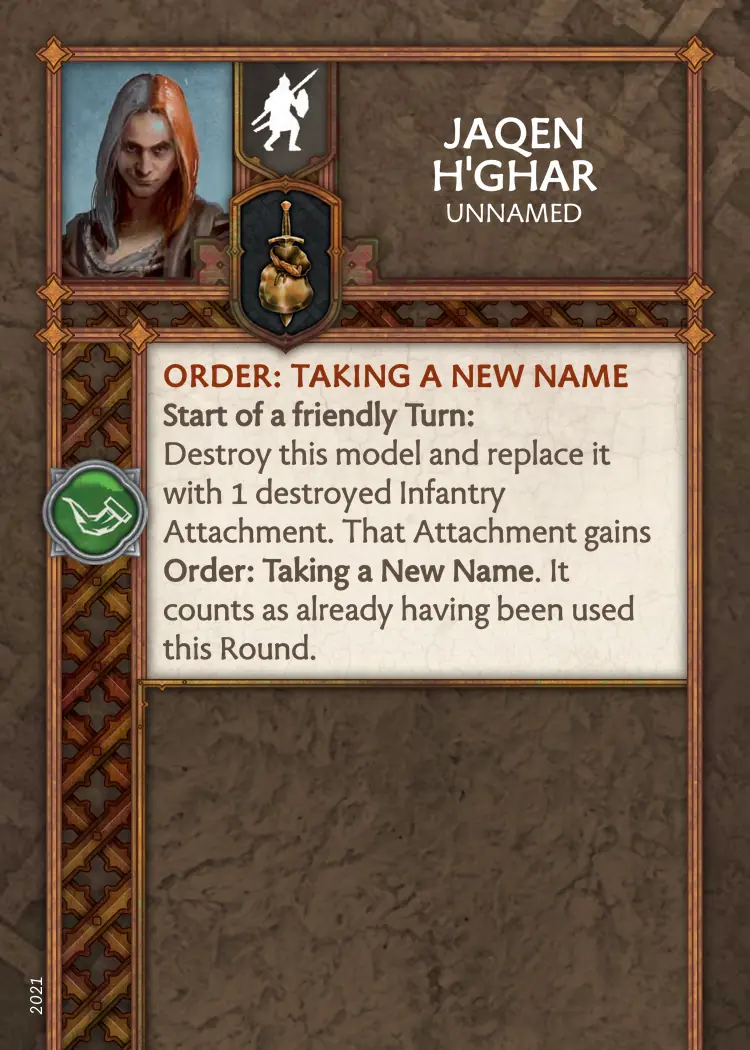 JAQEN
H'GHAR
UNNAMED
ORDER: TAKING A NEW NAME
Start of a friendly Turn:
Destroy this model and replace it
with 1 destroyed Infantry
Attachment. That Attachment gains
Order: Taking a New Name. It
counts as already having been used
this Round.
2021